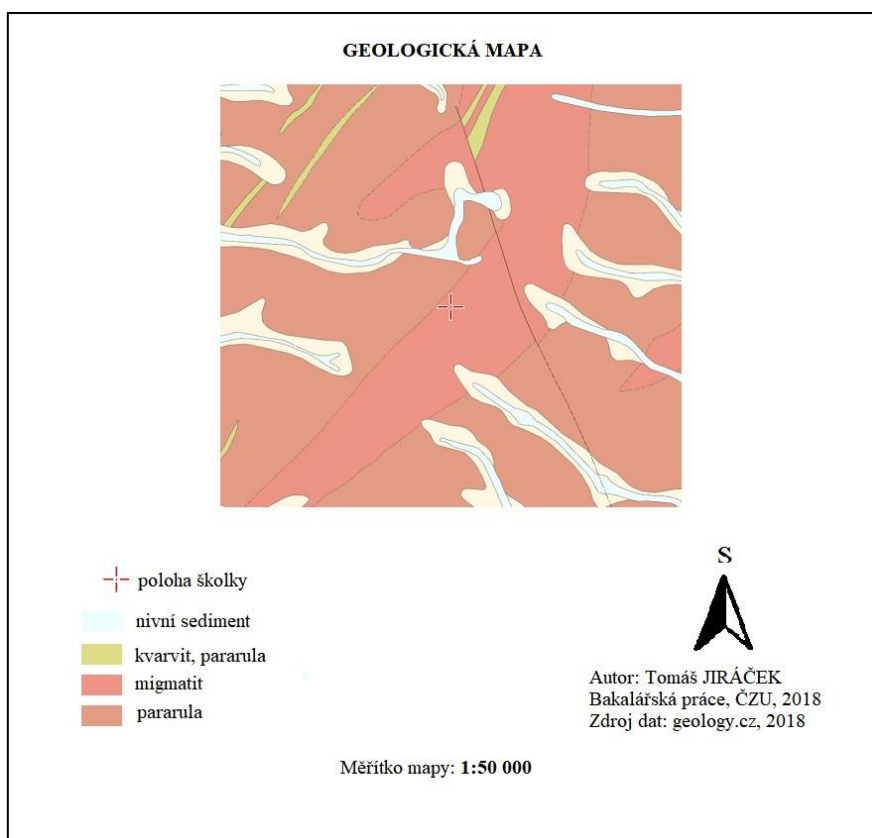 GEOLOGICKÁ MAPA
poloha školky
nivní sediment
kvarvit, pararula
migmatit
pararula
S
Autor: Tomáš JIRÁČEK
Bakalářská práce, ČZU, 2018
Zdroj dat: geology.cz, 2018
Měřítko mapy: 1:50 000